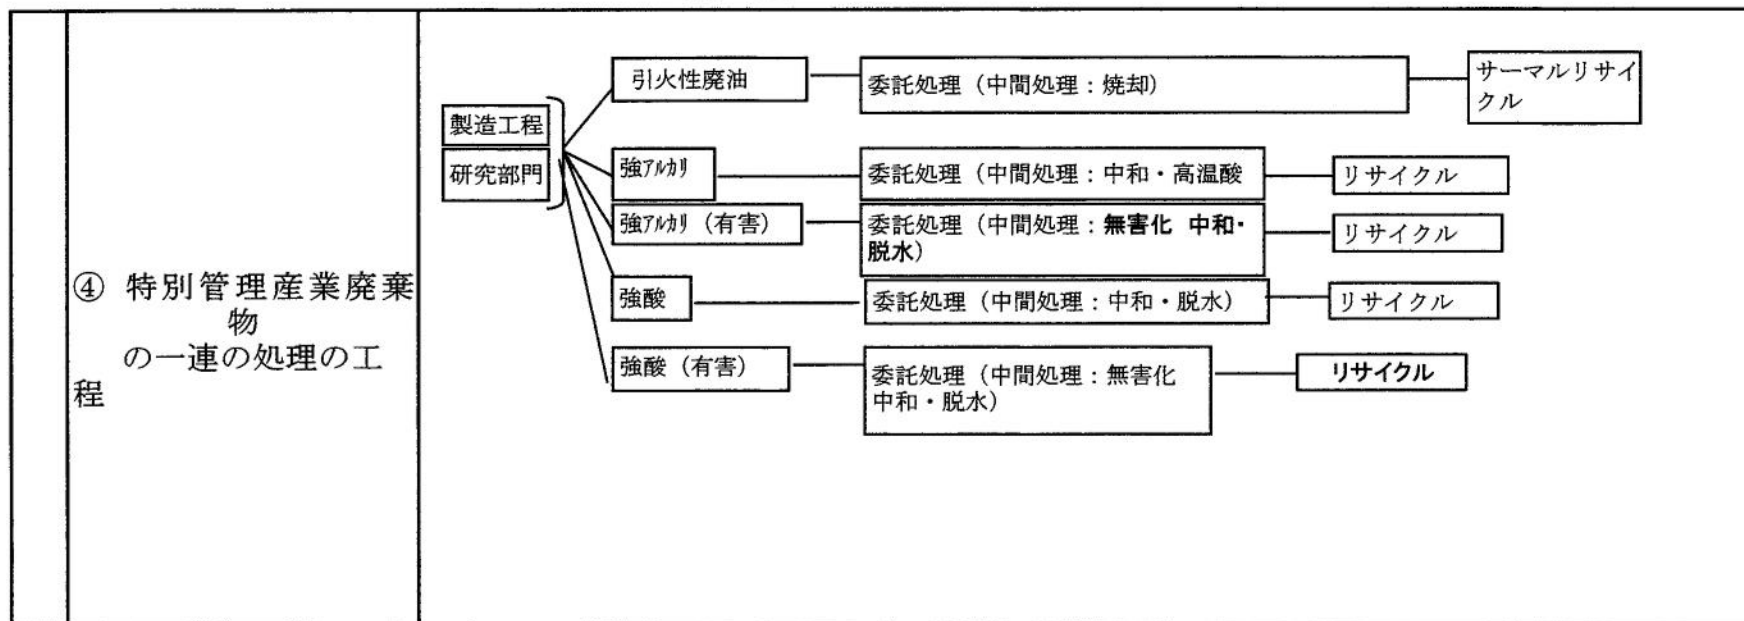 ④ 特別管理産業廃棄
物
の一連の処理の工
程
製造工程
研究部門
引火性廃油
委託処理（中間処理：焼却）
サーマルリサイ
クル
強ｱﾙｶﾘ
委託処理（中間処理：中和・高温酸
リサイクル
強ｱﾙｶﾘ（有害）
委託処理（中間処理：無害化 中和・
脱水）
リサイクル
強酸
委託処理（中間処理：中和・脱水）
リサイクル
強酸（有害）
委託処理（中間処理：無害化
中和・脱水）
リサイクル